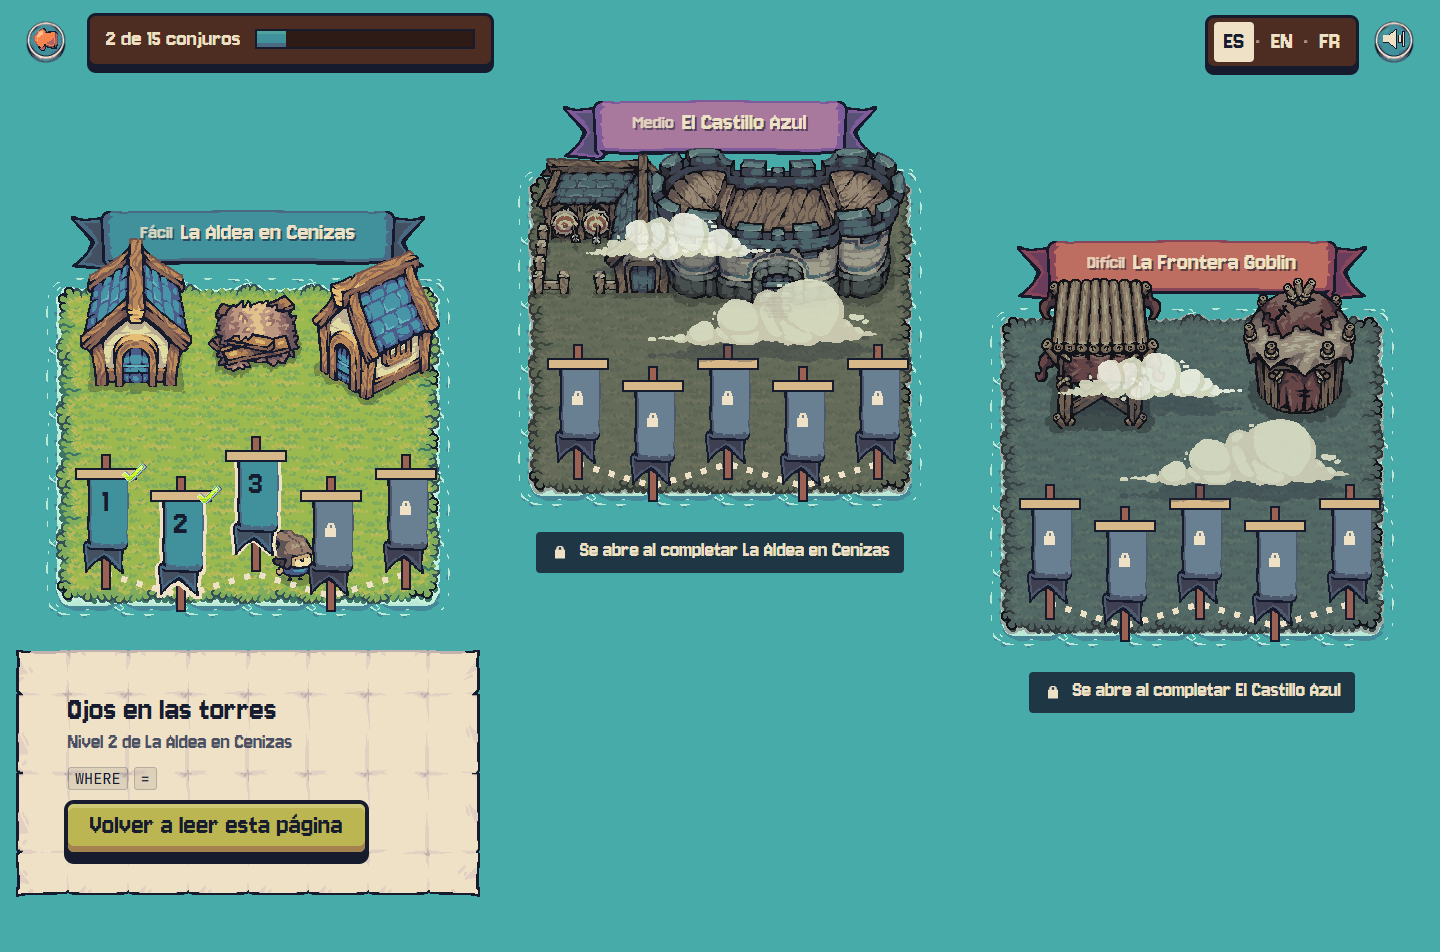 2 de 15 conjuros
ES · EN · FR
Medio El Castillo Azul
Fácil La Aldea en Cenizas
Difícil La Frontera Goblin
1
2
3
Se abre al completar La Aldea en Cenizas
Se abre al completar El Castillo Azul
Ojos en las torres
Nivel 2 de La Aldea en Cenizas
WHERE =
Volver a leer esta página